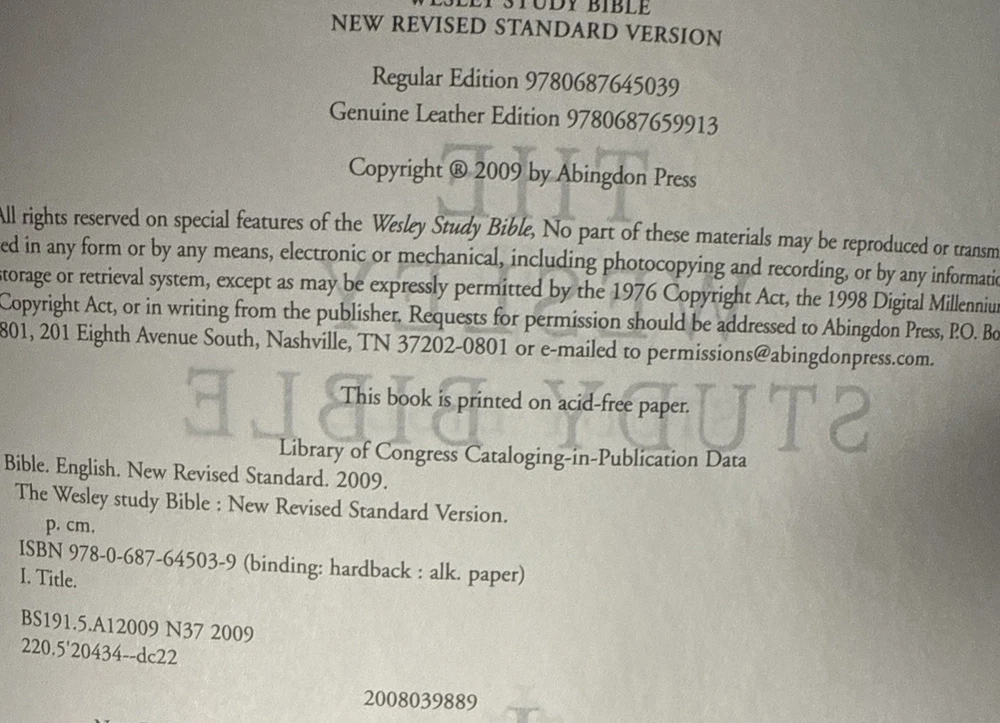 WESLEY STUDY BIBLE
NEW REVISED STANDARD VERSION
Regular Edition 9780687645039
Genuine Leather Edition 9780687659913
Copyright ® 2009 by Abingdon Press
All rights reserved on special features of the Wesley Study Bible, No part of these materials may be reproduced or transm
ed in any form or by any means, electronic or mechanical, including photocopying and recording, or by any informatio
storage or retrieval system, except as may be expressly permitted by the 1976 Copyright Act, the 1998 Digital Millenniu
Copyright Act, or in writing from the publisher. Requests for permission should be addressed to Abingdon Press, P.O. Bo
801, 201 Eighth Avenue South, Nashville, TN 37202-0801 or e-mailed to permissions@abingdonpress.com.
This book is printed on acid-free paper.
Library of Congress Cataloging-in-Publication Data
Bible. English. New Revised Standard. 2009.
The Wesley study Bible : New Revised Standard Version.
p. cm.
ISBN 978-0-687-64503-9 (binding: hardback : alk. paper)
I. Title.
BS191.5.A12009 N37 2009
220.5'20434--dc22
2008039889
THE
WESLEY
STUDY BIBLE